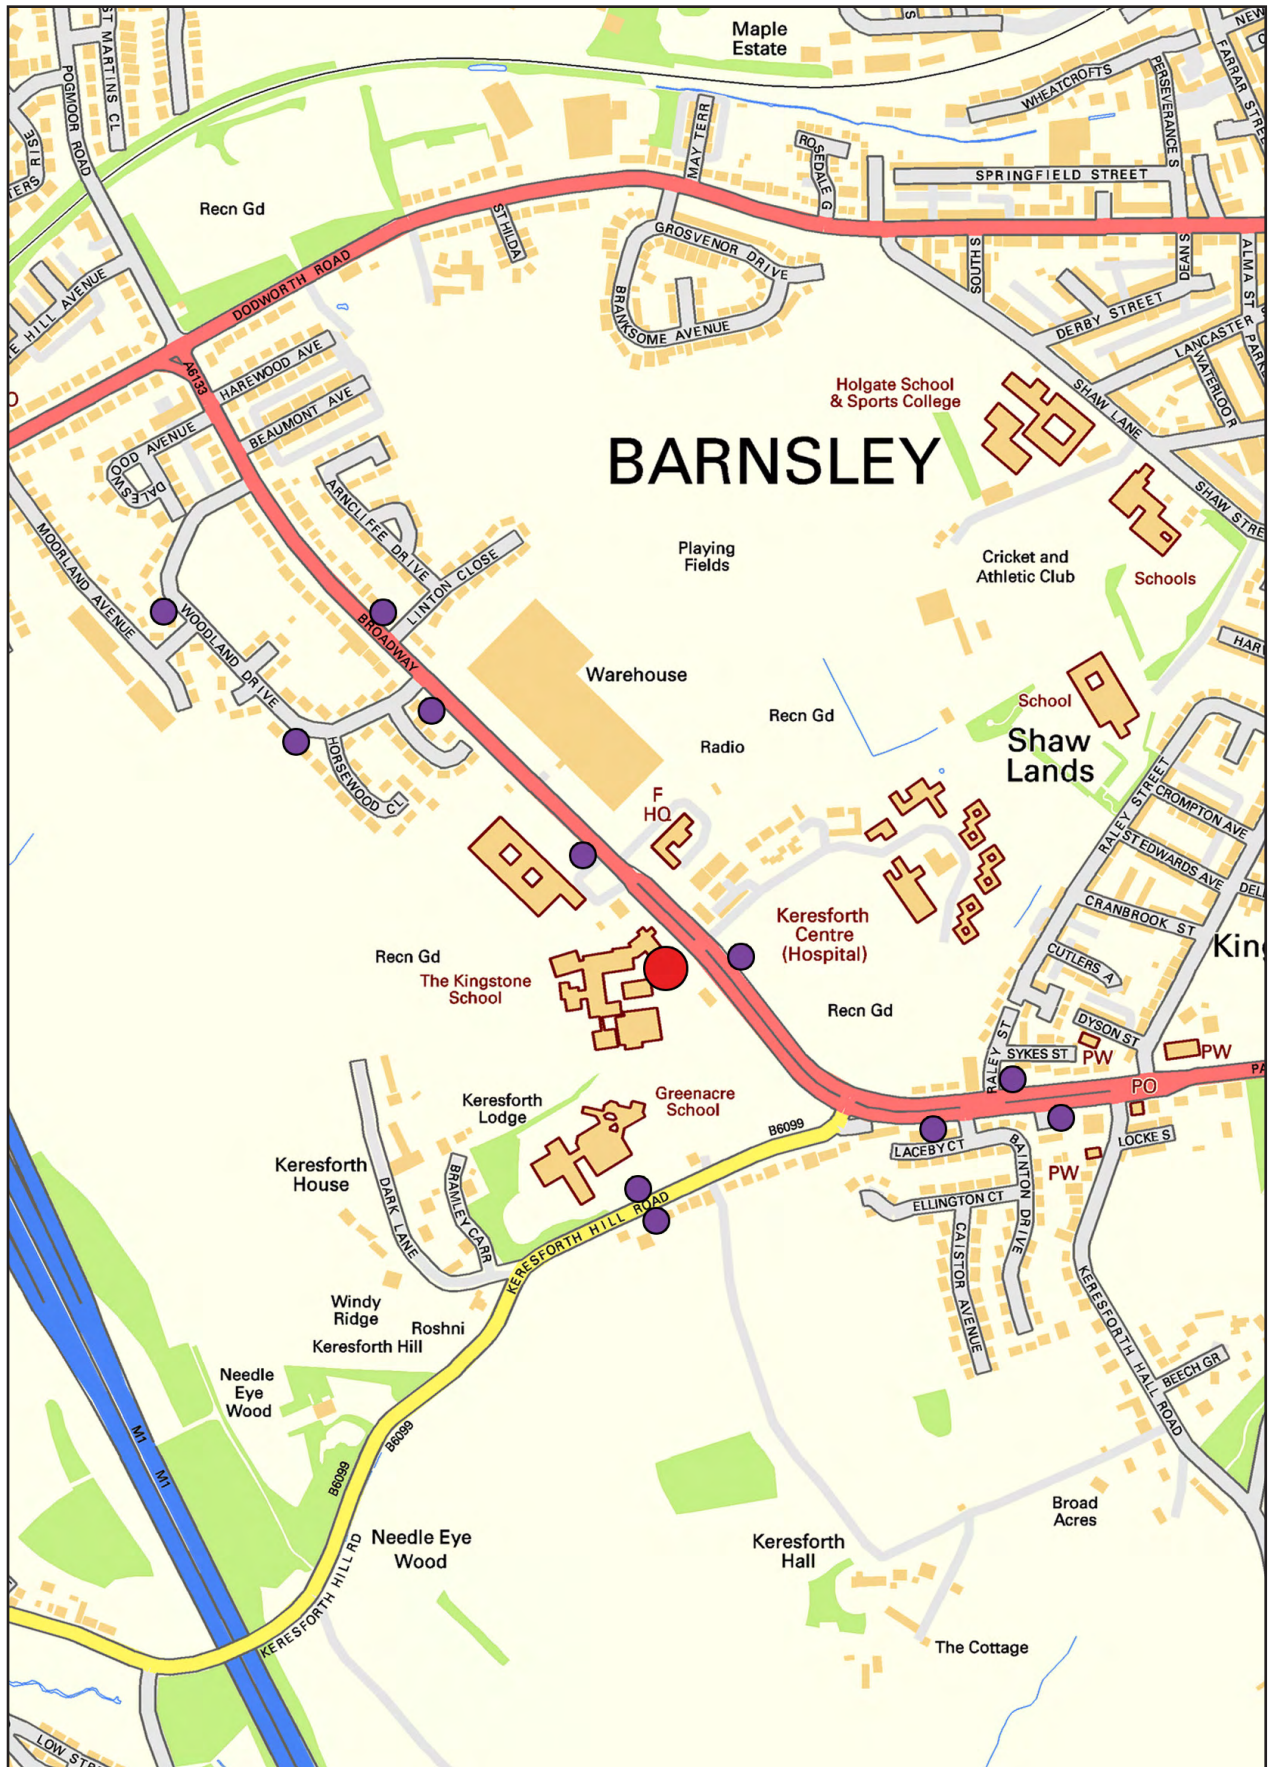 Maple
Estate
ST MARTINS CL
POGMOOR ROAD
RISE
TERS
WHEATCROFTS
PERSEVERANCE S
FARRAR STREE
NEW
S
MAY TERR
ROSEDALE G
SPRINGFIELD STREET
Recn Gd
ST HILDA
GROSVENOR DRIVE
BRANKSOME AVENUE
SOUTH S
DEAN S
ALMA ST
DODWORTH ROAD
E HILL AVENUE
DERBY STREET
LANCASTER
PARK
WATERLOO R
A6133
HAREWOOD AVE
BEAUMONT AVE
Holgate School
& Sports College
SHAW LANE
O
DALESWOOD AVENUE
BARNSLEY
ARNCLIFFE DRIVE
SHAW STRE
MOORLAND AVENUE
Playing
Fields
Cricket and
Athletic Club
Schools
LINTON CLOSE
WOODLAND DRIVE
BROADWAY
HAR
Warehouse
School
Recn Gd
Radio
Shaw
Lands
HORSEWOOD CL
F
HQ
RALEY STREET
CROMPTON AVE
ST EDWARDS AVE
DELL
CRANBROOK ST
Keresforth
Centre
(Hospital)
King
Recn Gd
The Kingstone
School
CUTLERS A
Recn Gd
DYSON ST
RALEY ST
SYKES ST
PW
PW
PO
PA
Keresforth
Lodge
Greenacre
School
B6099
LACEBY CT
BAINTON DRIVE
LOCKE S
PW
Keresforth
House
DARK LANE
BRAMLEY CARR
ELLINGTON CT
CAISTOR AVENUE
KERESFORTH HILL ROAD
KERESFORTH HALL ROAD
Windy
Ridge
Roshni
Keresforth Hill
BEECH GR
Needle
Eye
Wood
M1
M1
B6099
B6099
Needle Eye
Wood
Broad
Acres
Keresforth
Hall
KERESFORTH HILL RD
The Cottage
LOW STR